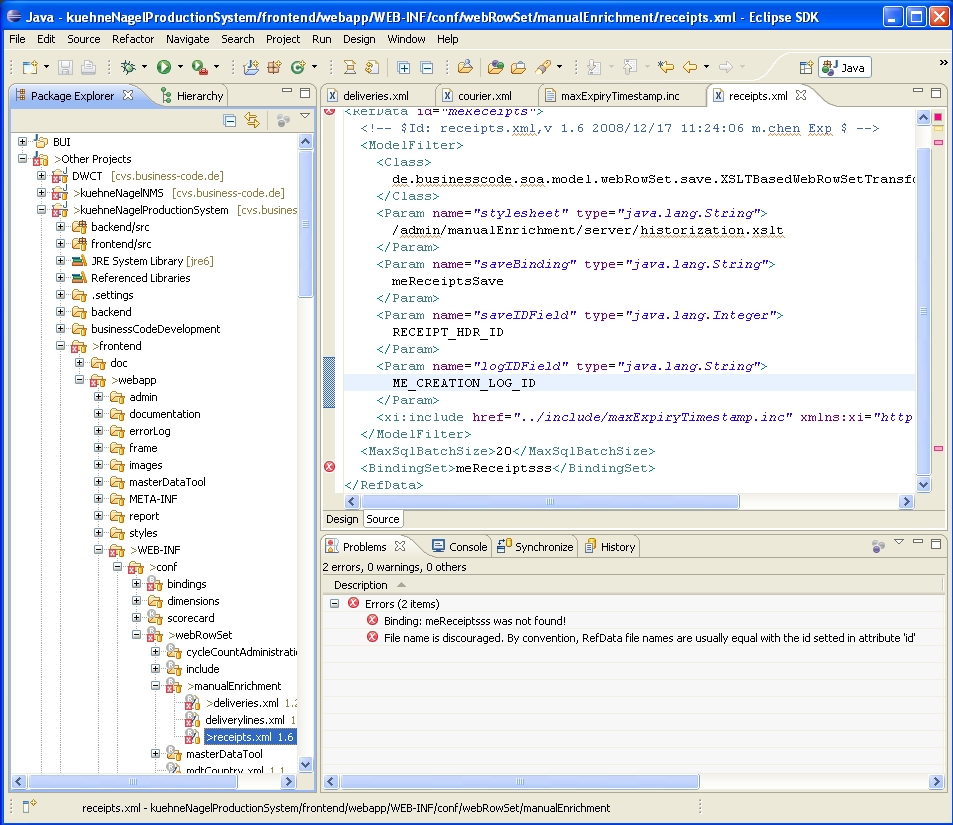 Java - kuehneNagelProductionSystem/frontend/webapp/WEB-INF/conf/webRowSet/manualEnrichment/receipts.xml - Eclipse SDK
File Edit Source Refactor Navigate Search Project Run Design Window Help
Java
Package Explorer Hierarchy
BUI
>Other Projects
DWCT [cvs.business-code.de]
>kuehneNagelNMS [cvs.business-code.de]
>kuehneNagelProductionSystem [cvs.busines
backend/src
frontend/src
JRE System Library [jre6]
Referenced Libraries
.settings
backend
businessCodeDevelopment
>frontend
doc
>webapp
admin
documentation
errorLog
frame
images
masterDataTool
META-INF
report
styles
>WEB-INF
>conf
bindings
dimensions
scorecard
>webRowSet
cycleCountAdministratio
include
>manualEnrichment
>deliveries.xml 1.2
deliverylines.xml 1
>receipts.xml 1.6
masterDataTool
mdtCountry.xml 1.1
deliveries.xml courier.xml maxExpiryTimestamp.inc receipts.xml
<RefData id="meReceipts">
<!-- $Id: receipts.xml,v 1.6 2008/12/17 11:24:06 m.chen Exp $ -->
<ModelFilter>
<Class>
de.businesscode.soa.model.webRowSet.save.XSLTBasedWebRowSetTransfo
</Class>
<Param name="stylesheet" type="java.lang.String">
/admin/manualEnrichment/server/historization.xslt
</Param>
<Param name="saveBinding" type="java.lang.String">
meReceiptsSave
</Param>
<Param name="saveIDField" type="java.lang.Integer">
RECEIPT_HDR_ID
</Param>
<Param name="logIDField" type="java.lang.String">
ME_CREATION_LOG_ID
</Param>
<xi:include href="../include/maxExpiryTimestamp.inc" xmlns:xi="http
</ModelFilter>
<MaxSqlBatchSize>20</MaxSqlBatchSize>
<BindingSet>meReceiptsss</BindingSet>
</RefData>
Design Source
Problems Console Synchronize History
2 errors, 0 warnings, 0 others
Description
Errors (2 items)
Binding: meReceiptsss was not found!
File name is discouraged. By convention, RefData file names are usually equal with the id setted in attribute 'id'
receipts.xml - kuehneNagelProductionSystem/frontend/webapp/WEB-INF/conf/webRowSet/manualEnrichment